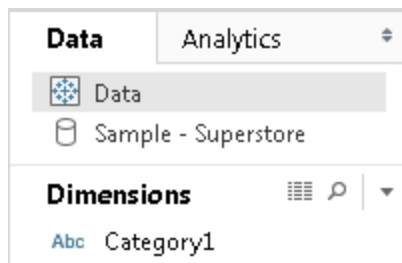 Data Analytics
Data
Sample - Superstore
Dimensions
Abc Category1